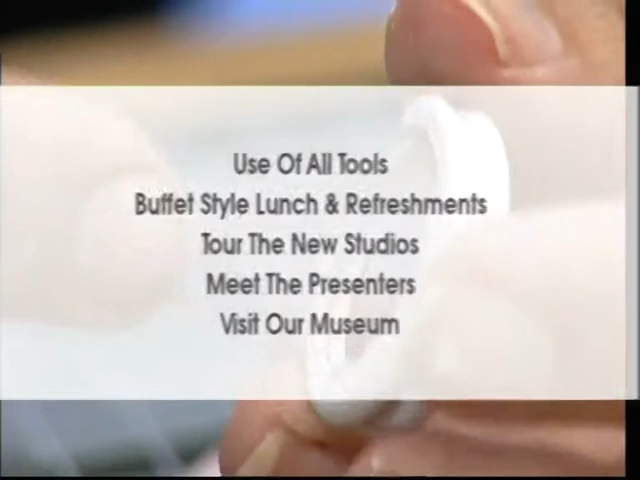 Use Of All Tools
Buffet Style Lunch & Refreshments
Tour The New Studios
Meet The Presenters
Visit Our Museum